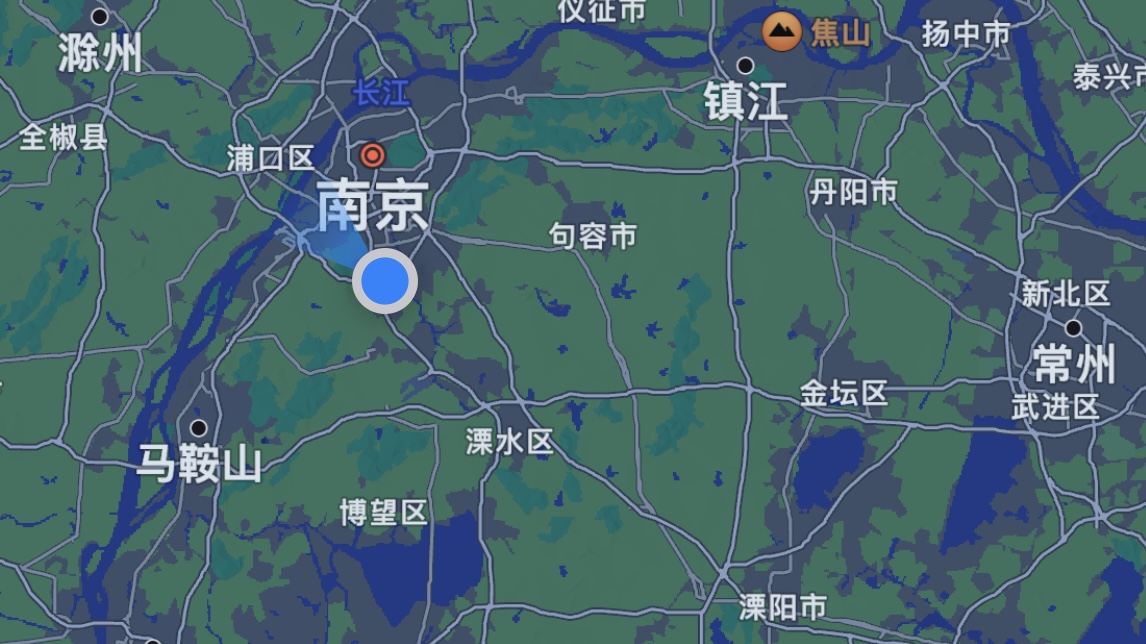 仪征市
焦山
扬中市
滁州
泰兴市
长江
镇江
全椒县
浦口区
丹阳市
南京
句容市
新北区
常州
金坛区
武进区
溧水区
马鞍山
博望区
溧阳市